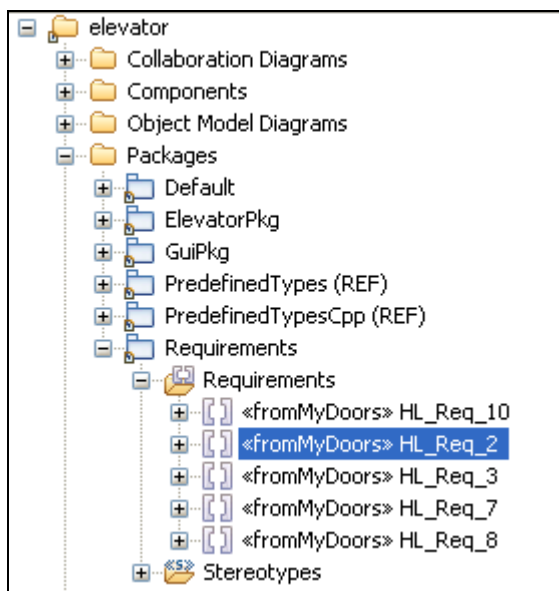 elevator
Collaboration Diagrams
Components
Object Model Diagrams
Packages
Default
ElevatorPkg
GuiPkg
PredefinedTypes (REF)
PredefinedTypesCpp (REF)
Requirements
Requirements
«fromMyDoors» HL_Req_10
«fromMyDoors» HL_Req_2
«fromMyDoors» HL_Req_3
«fromMyDoors» HL_Req_7
«fromMyDoors» HL_Req_8
«S» Stereotypes